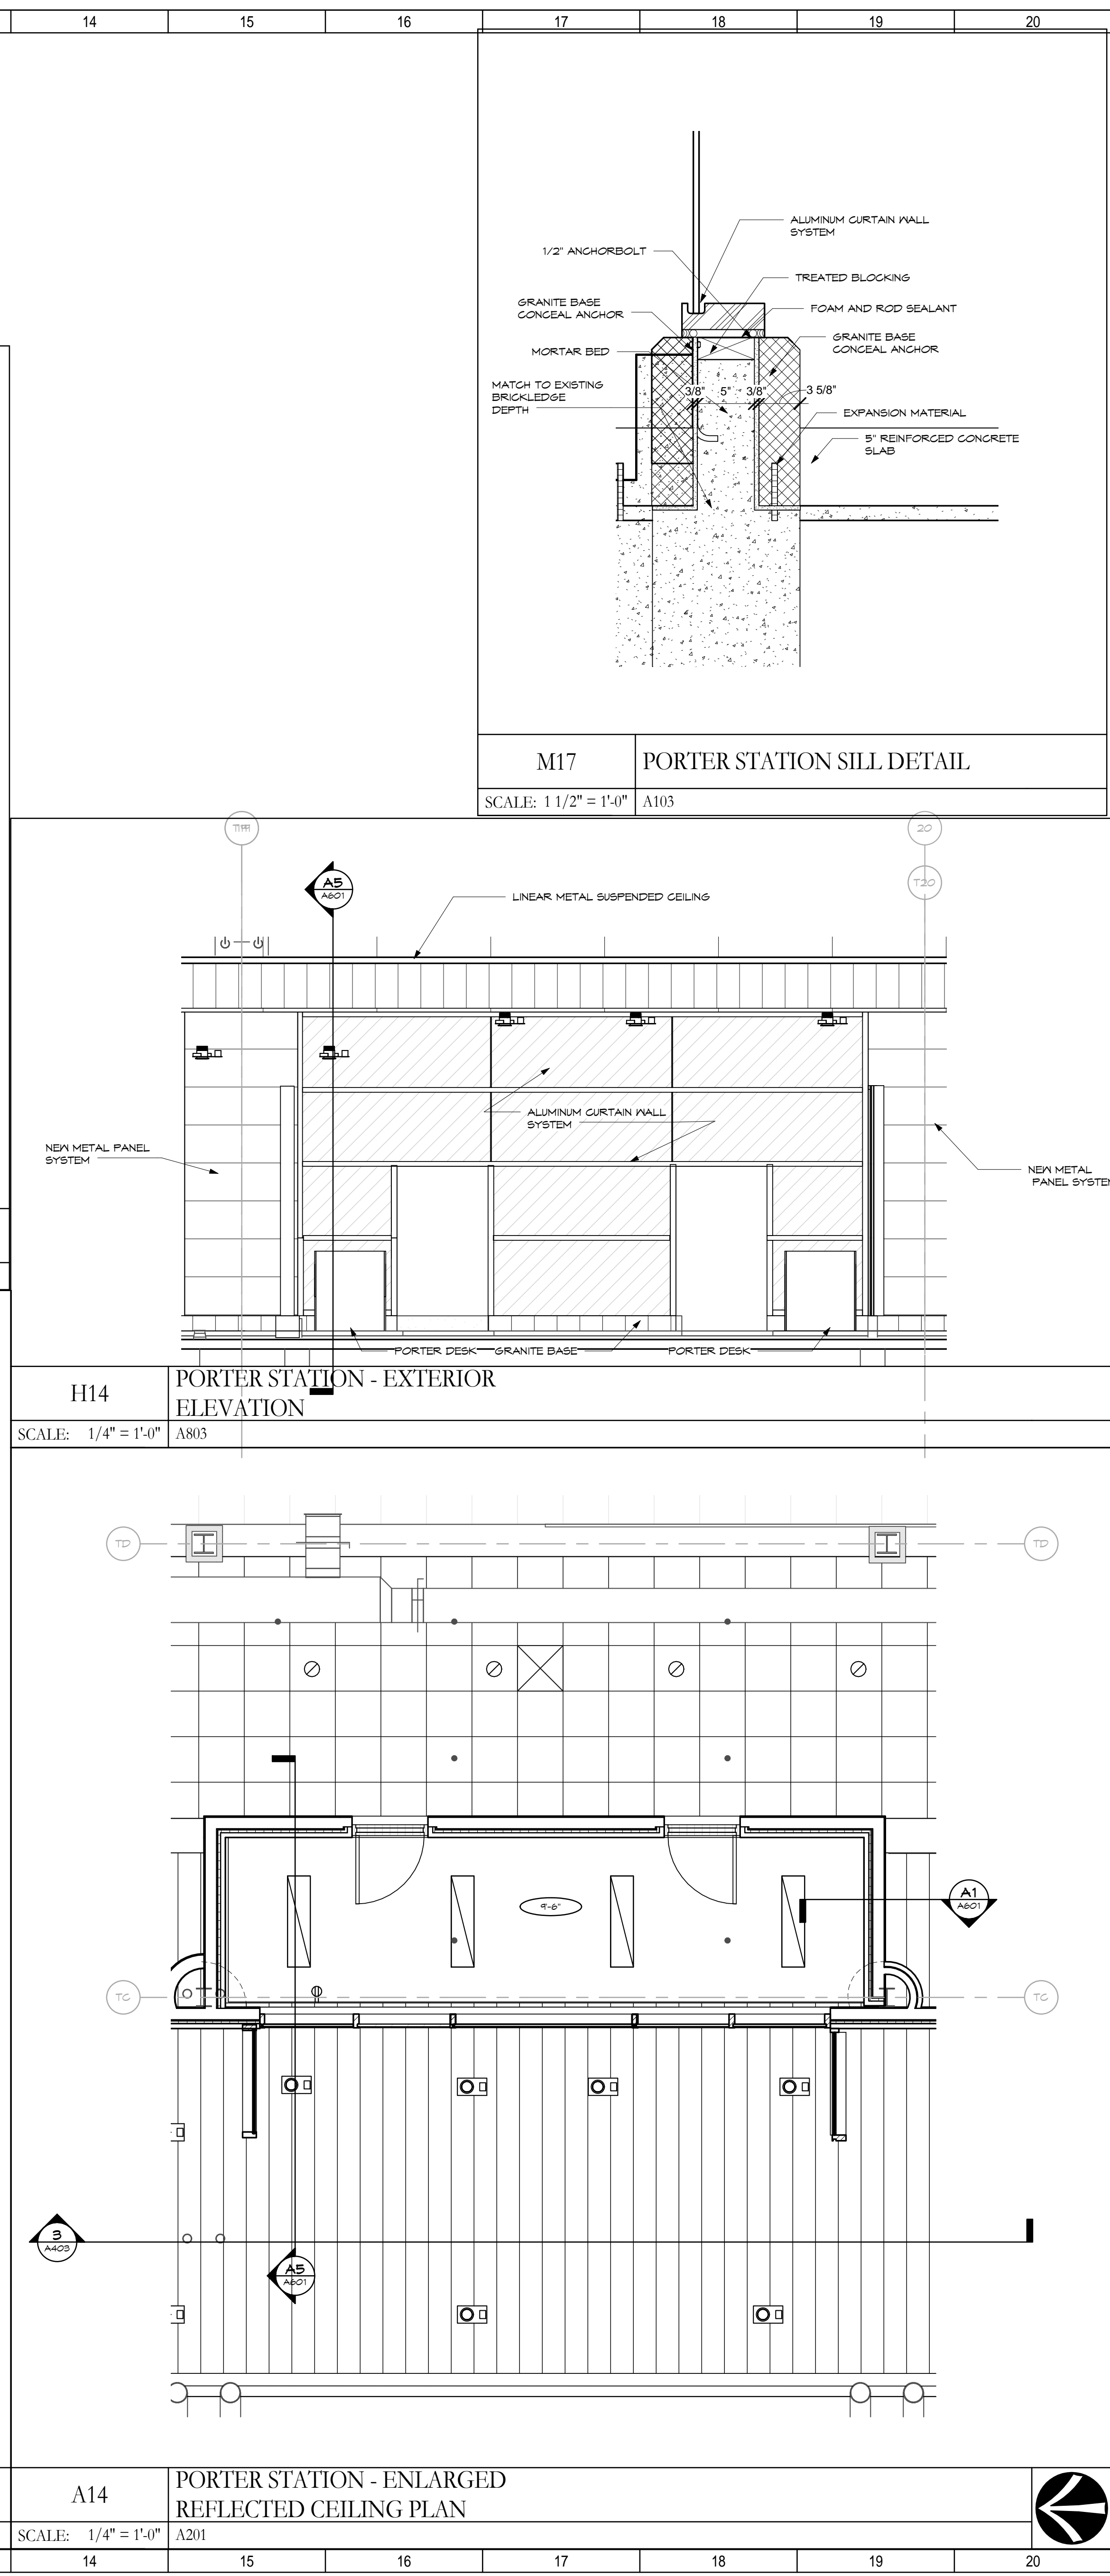 14 15 16 17 18 19 20
ALUMINUM CURTAIN WALL
SYSTEM
1/2" ANCHORBOLT
TREATED BLOCKING
GRANITE BASE
CONCEAL ANCHOR
FOAM AND ROD SEALANT
GRANITE BASE
CONCEAL ANCHOR
MORTAR BED
MATCH TO EXISTING
BRICKLEDGE
DEPTH
3/8" 5" 3/8" 3 5/8"
EXPANSION MATERIAL
5" REINFORCED CONCRETE
SLAB
M17 PORTER STATION SILL DETAIL
SCALE: 1 1/2" = 1'-0" A103
20
T20
A5
A601
LINEAR METAL SUSPENDED CEILING
ALUMINUM CURTAIN WALL
SYSTEM
NEW METAL PANEL
SYSTEM
NEW METAL
PANEL SYSTEM
PORTER DESK GRANITE BASE PORTER DESK
H14 PORTER STATION - EXTERIOR
ELEVATION
SCALE: 1/4" = 1'-0" A803
TD TD
9'-6"
A1
A601
TC TC
3
A403
A5
A601
A14 PORTER STATION - ENLARGED
REFLECTED CEILING PLAN
SCALE: 1/4" = 1'-0" A201
14 15 16 17 18 19 20